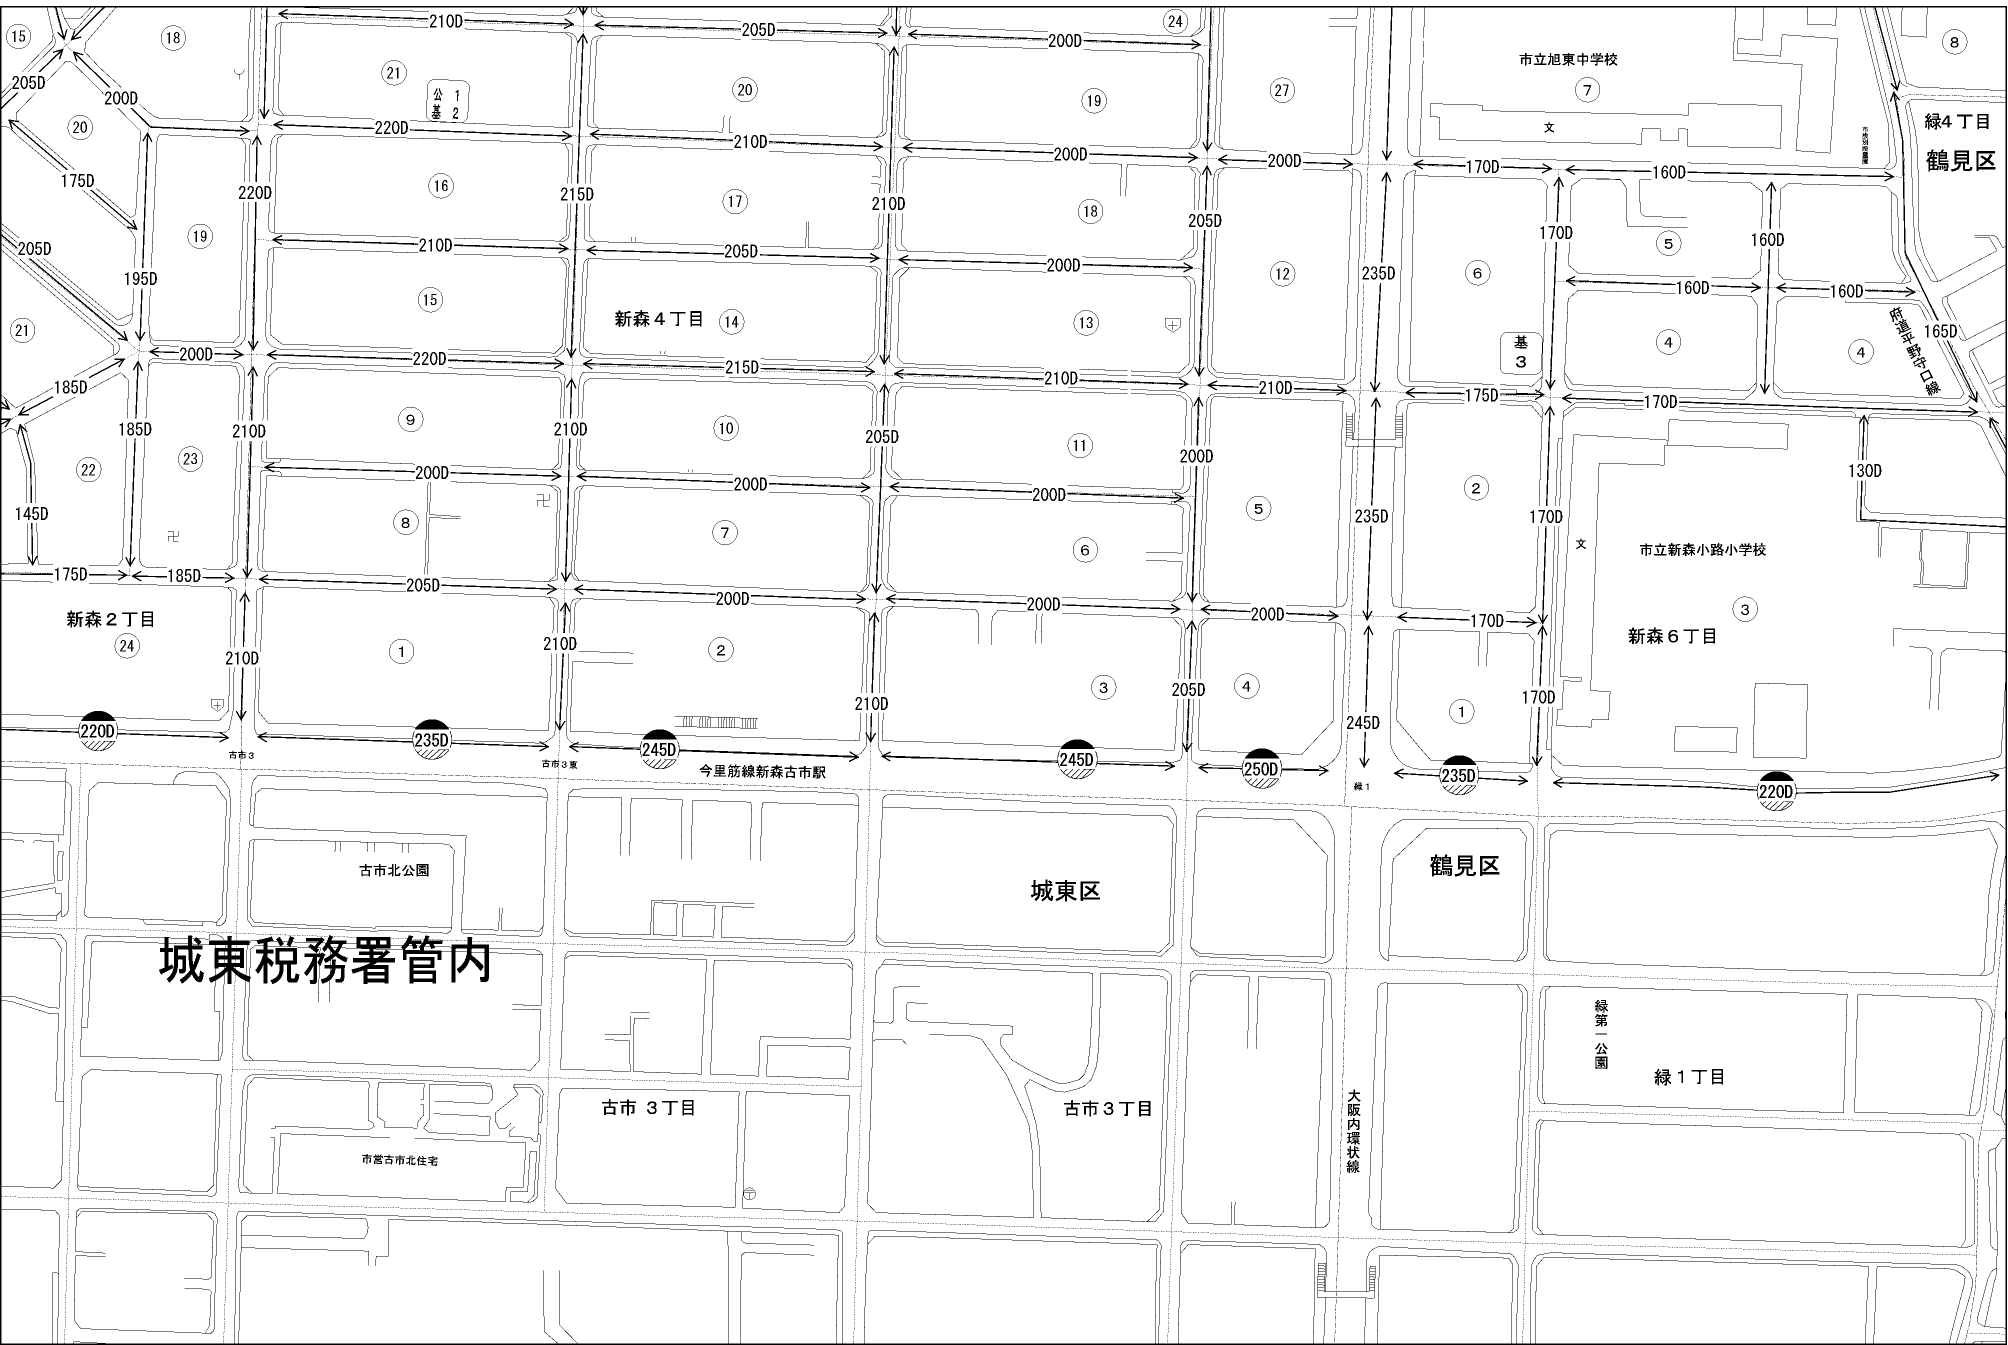 210D
205D
24
200D
15
18
205D
200D
21
公 1
基 2
20
19
27
市立旭東中学校
7
文
8
緑4丁目
鶴見区
20
175D
220D
210D
200D
200D
170D
160D
19
220D
16
215D
17
210D
18
205D
170D
5
160D
205D
195D
210D
205D
200D
12
235D
6
160D
160D
165D
府道平野守口線
21
15
新森4丁目
14
13
基
3
4
4
200D
220D
215D
210D
210D
175D
170D
185D
185D
210D
9
210D
10
205D
11
200D
130D
22
23
200D
200D
200D
2
145D
8
7
6
5
235D
170D
文
市立新森小路小学校
175D
185D
205D
200D
200D
200D
170D
3
新森2丁目
24
210D
1
210D
2
210D
3
205D
4
245D
1
170D
新森6丁目
220D
235D
245D
245D
250D
235D
220D
古市3
古市3東
今里筋線新森古市駅
緑1
古市北公園
城東区
鶴見区
城東税務署管内
緑第一公園
緑1丁目
古市 3丁目
古市3丁目
大阪内環状線
市営古市北住宅